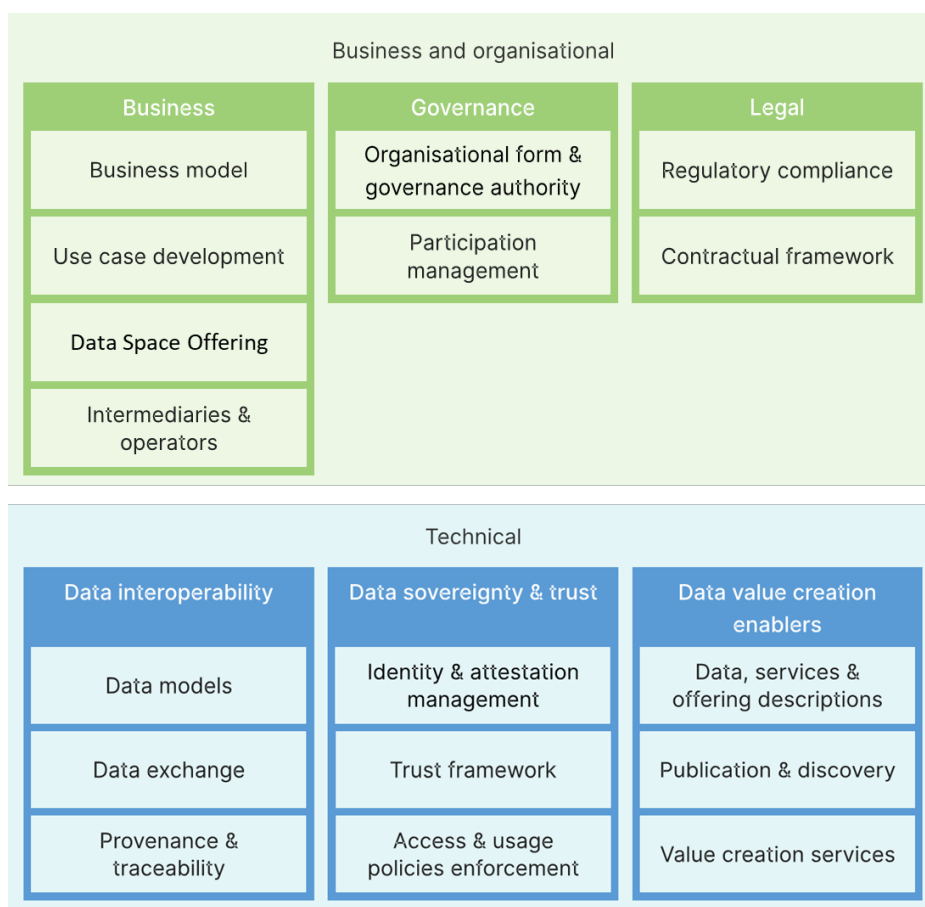 Business and organisational
Business
Business model
Use case development
Data Space Offering
Intermediaries &
operators
Governance
Organisational form &
governance authority
Participation
management
Legal
Regulatory compliance
Contractual framework
Technical
Data interoperability
Data models
Data exchange
Provenance &
traceability
Data sovereignty & trust
Identity & attestation
management
Trust framework
Access & usage
policies enforcement
Data value creation
enablers
Data, services &
offering descriptions
Publication & discovery
Value creation services